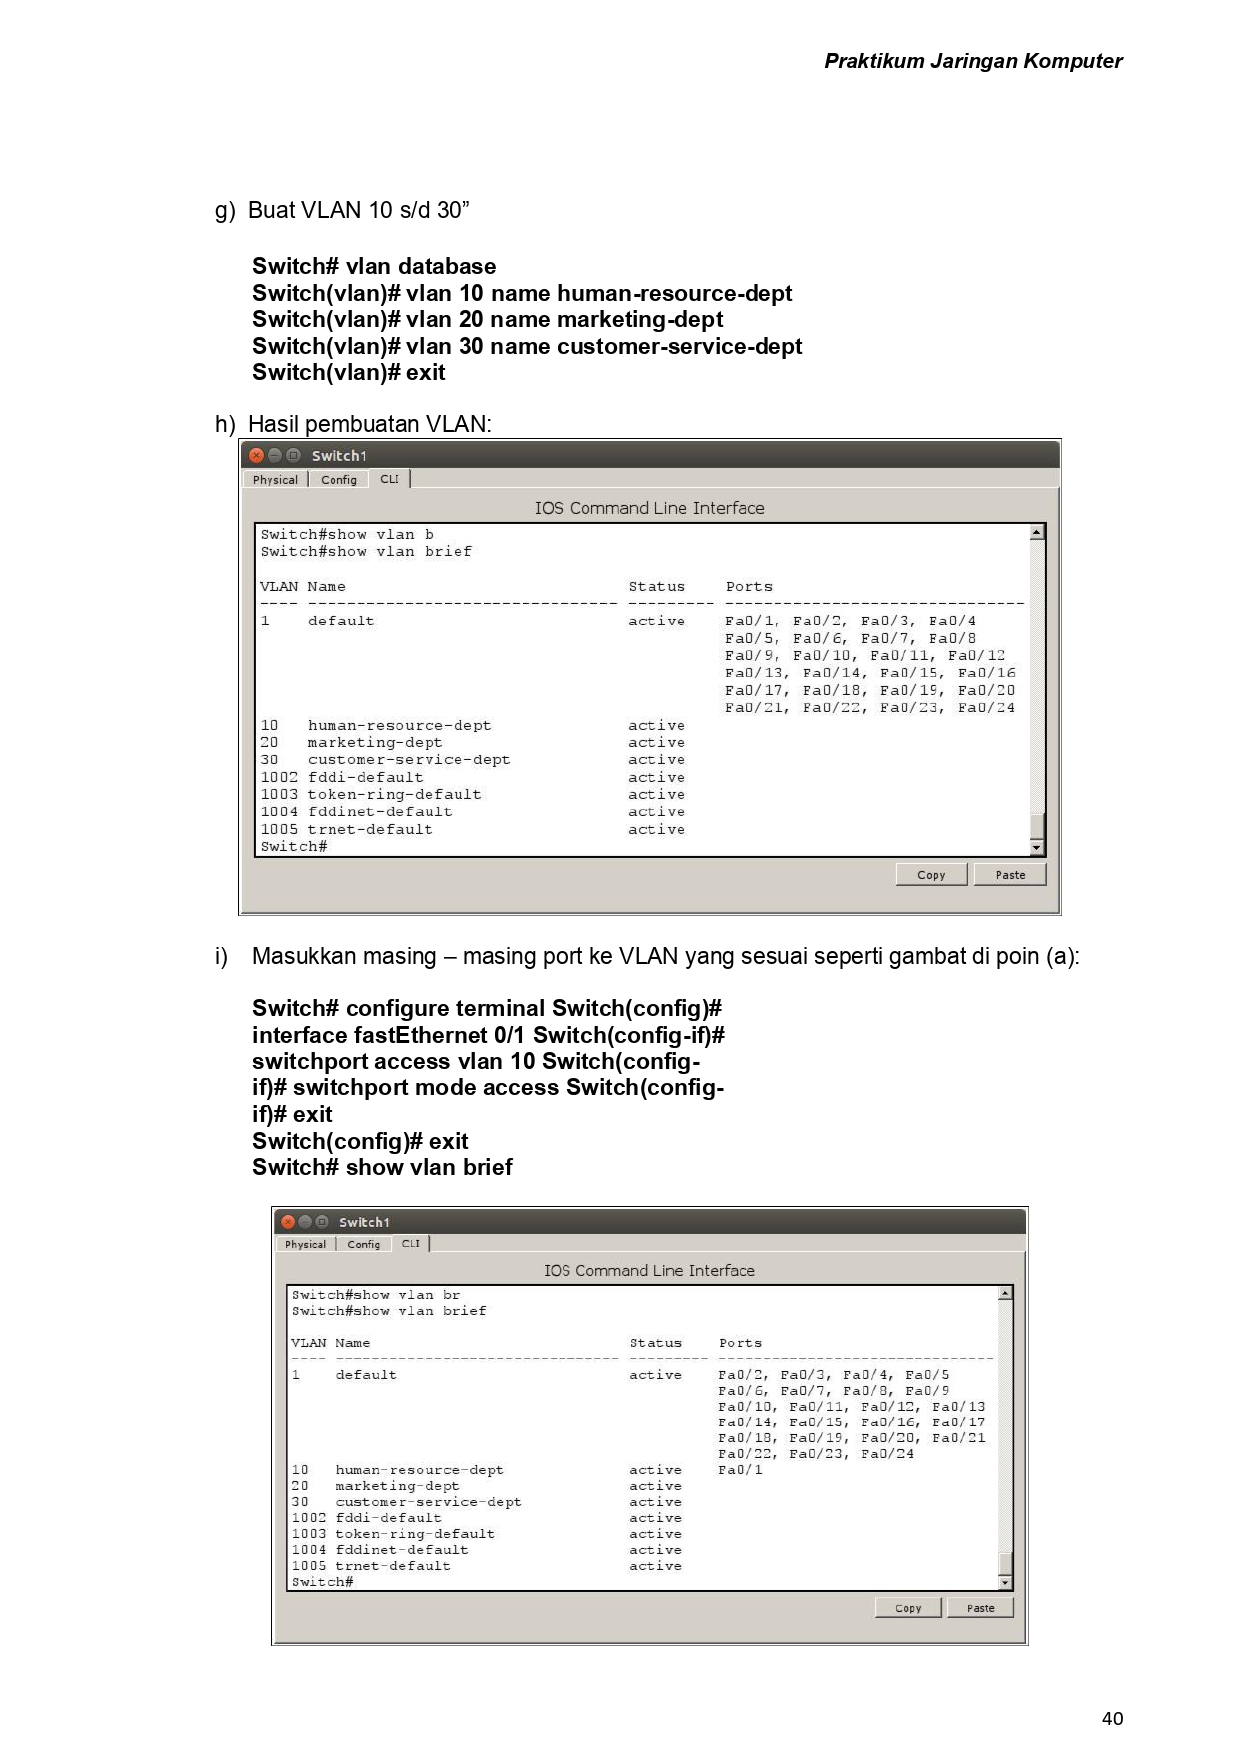 Praktikum Jaringan Komputer
g) Buat VLAN 10 s/d 30”
Switch# vlan database
Switch(vlan)# vlan 10 name human-resource-dept
Switch(vlan)# vlan 20 name marketing-dept
Switch(vlan)# vlan 30 name customer-service-dept
Switch(vlan)# exit
h) Hasil pembuatan VLAN:
Switch1
Physical Config CLI
IOS Command Line Interface
Switch#show vlan b
Switch#show vlan brief
VLAN Name Status Ports
---- -------------------------------- --------- -------------------------------
1 default active Fa0/1, Fa0/2, Fa0/3, Fa0/4
Fa0/5, Fa0/6, Fa0/7, Fa0/8
Fa0/9, Fa0/10, Fa0/11, Fa0/12
Fa0/13, Fa0/14, Fa0/15, Fa0/16
Fa0/17, Fa0/18, Fa0/19, Fa0/20
Fa0/21, Fa0/22, Fa0/23, Fa0/24
10 human-resource-dept active
20 marketing-dept active
30 customer-service-dept active
1002 fddi-default active
1003 token-ring-default active
1004 fddinet-default active
1005 trnet-default active
Switch#
Copy Paste
i) Masukkan masing – masing port ke VLAN yang sesuai seperti gambat di poin (a):
Switch# configure terminal Switch(config)#
interface fastEthernet 0/1 Switch(config-if)#
switchport access vlan 10 Switch(config-
if)# switchport mode access Switch(config-
if)# exit
Switch(config)# exit
Switch# show vlan brief
Switch1
Physical Config CLI
IOS Command Line Interface
Switch#show vlan br
Switch#show vlan brief
VLAN Name Status Ports
---- -------------------------------- --------- -------------------------------
1 default active Fa0/2, Fa0/3, Fa0/4, Fa0/5
Fa0/6, Fa0/7, Fa0/8, Fa0/9
Fa0/10, Fa0/11, Fa0/12, Fa0/13
Fa0/14, Fa0/15, Fa0/16, Fa0/17
Fa0/18, Fa0/19, Fa0/20, Fa0/21
Fa0/22, Fa0/23, Fa0/24
10 human-resource-dept active Fa0/1
20 marketing-dept active
30 customer-service-dept active
1002 fddi-default active
1003 token-ring-default active
1004 fddinet-default active
1005 trnet-default active
Switch#
Copy Paste
40